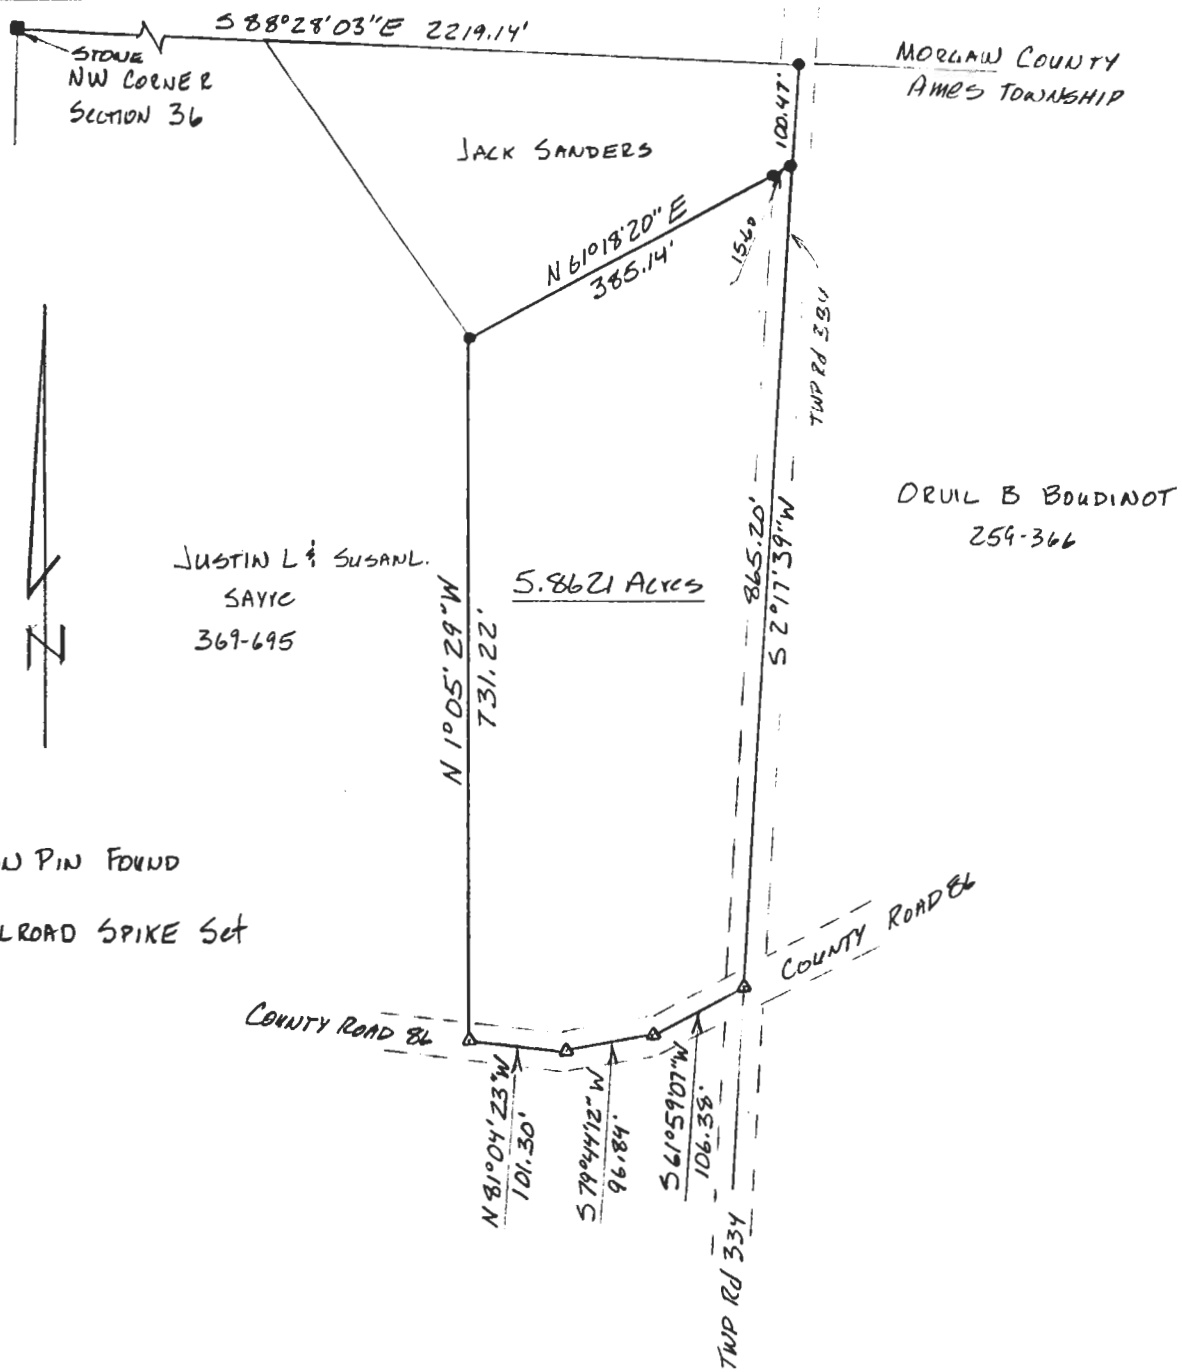 S 88°28'03"E 2219.14'
STONE
NW CORNER
SECTION 36
MORGAN COUNTY
AMES TOWNSHIP
100.47'
JACK SANDERS
N 61°18'20" E
385.14'
15.60
TWP Rd 334
ORVIL B BOUDINOT
259-366
JUSTIN L & SUSAN L.
SAYRE
369-695
5.8621 Acres
865.20'
S 2°17'39"W
N 1°05'29"W
731.22'
N
N PIN FOUND
LROAD SPIKE Set
COUNTY ROAD 86
COUNTY ROAD 86
N 81°04'23"W
101.30'
S 79°44'12"W
96.84'
S 61°59'07"W
106.38'
TWP Rd 334